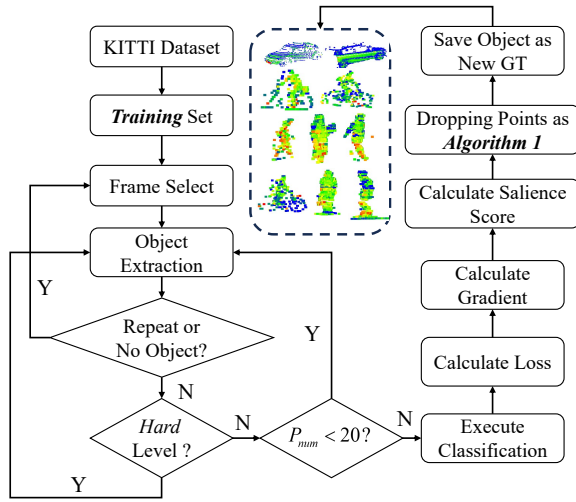 KITTI Dataset
Training Set
Frame Select
Object
Extraction
Y
Repeat or
No Object?
N
Hard
Level ?
Y
N
Y
P_num < 20?
N
Execute
Classification
Calculate Loss
Calculate
Gradient
Calculate Salience
Score
Dropping Points as
Algorithm 1
Save Object as
New GT